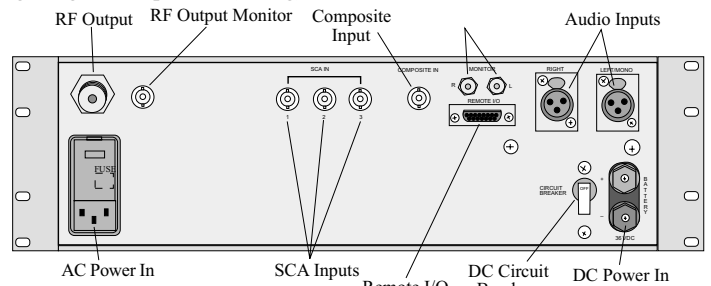 RF Output
RF Output Monitor
Composite
Input
Audio Inputs
SCA IN
COMPOSITE IN
MONITOR
R
L
RIGHT
LEFT/MONO
REMOTE I/O
1
2
3
FUSE
CIRCUIT
BREAKER
OFF
+
–
BATTERY
36 VDC
AC Power In
SCA Inputs
Remote I/O
DC Circuit
DC Power In